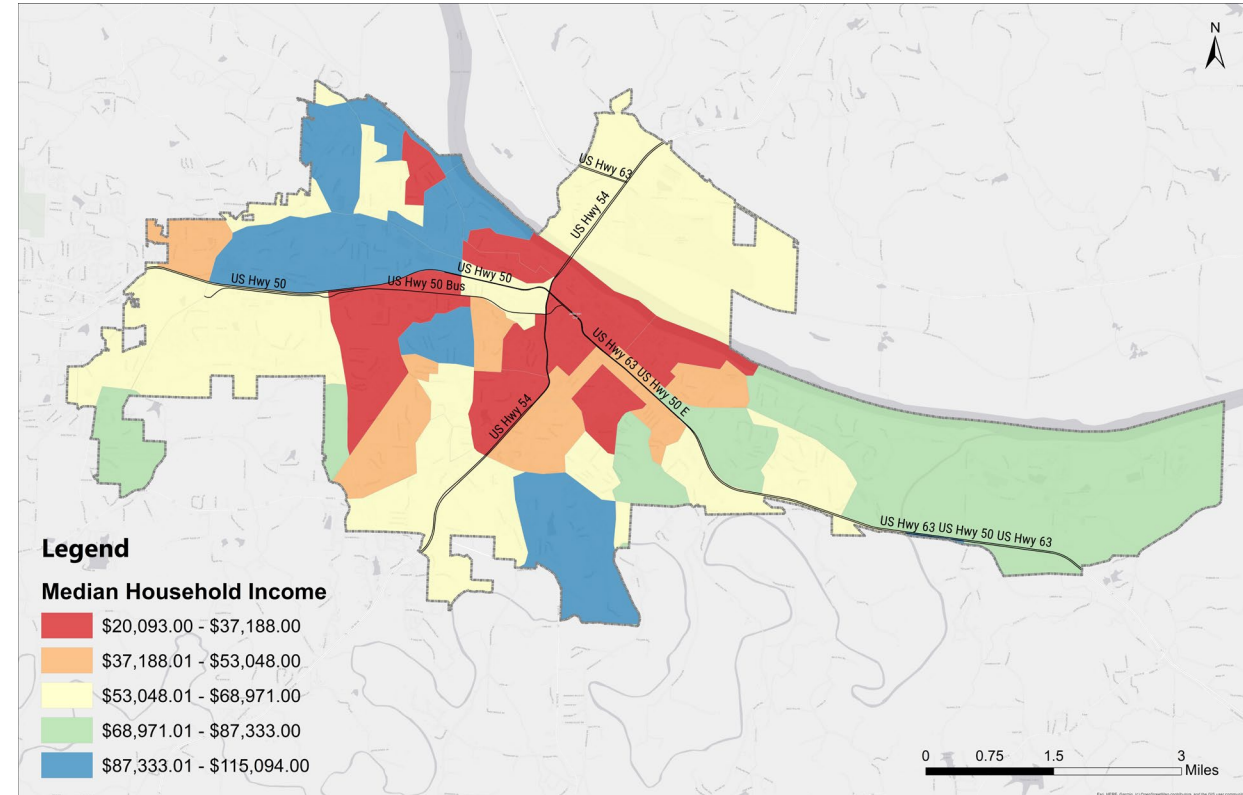 N
US Hwy 63
US Hwy 54
US Hwy 50
US Hwy 50 Bus
US Hwy 50
US Hwy 63 US Hwy 50 E
US Hwy 54
US Hwy 63 US Hwy 50 US Hwy 63
Legend
Median Household Income
$20,093.00 - $37,188.00
$37,188.01 - $53,048.00
$53,048.01 - $68,971.00
$68,971.01 - $87,333.00
$87,333.01 - $115,094.00
0 0.75 1.5 3
Miles